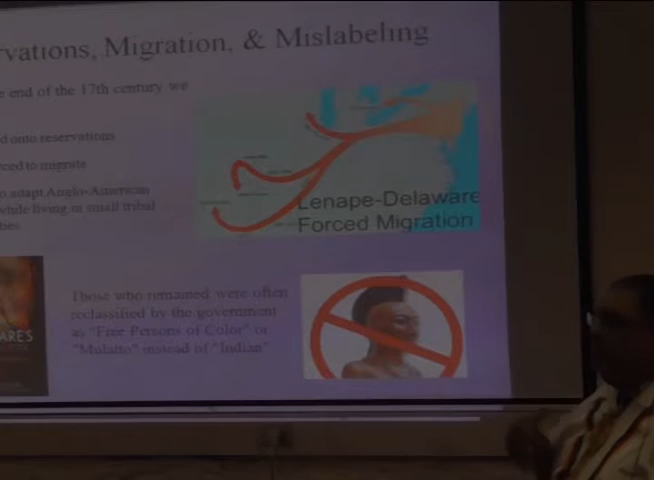 rvations, Migration, & Mislabeling
e end of the 17th century we
d onto reservations
ced to migrate
o adapt Anglo-American
while living in small tribal
ties
Lenape-Delaware
Forced Migration
Those who remained were often
reclassified by the government
as "Free Persons of Color" or
"Mulatto" instead of "Indian"
ARES